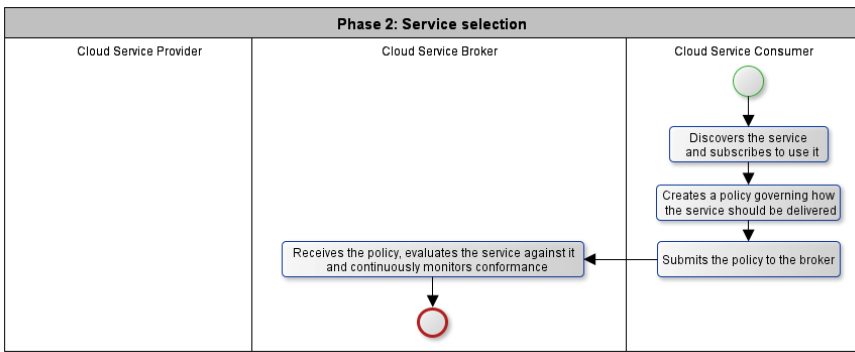 Phase 2: Service selection
Cloud Service Provider
Cloud Service Broker
Cloud Service Consumer
Discovers the service
and subscribes to use it
Creates a policy governing how
the service should be delivered
Submits the policy to the broker
Receives the policy, evaluates the service against it
and continuously monitors conformance